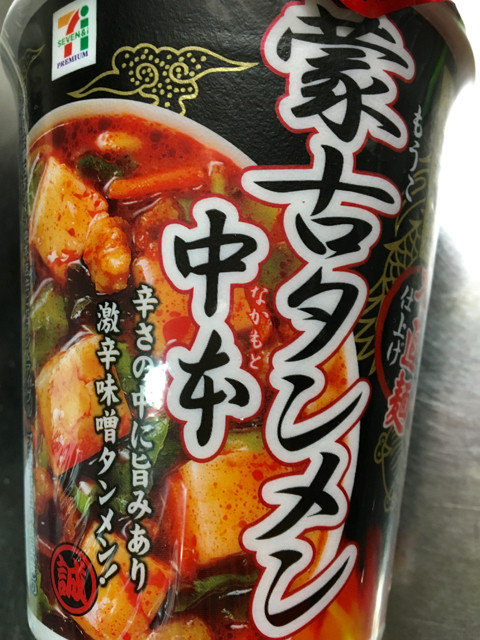 SEVEN&i
PREMIUM
蒙古タンメン
もうこ
中本
なかもと
辛さの中に旨みあり
激辛味噌タンメン!
誠
仕上げ